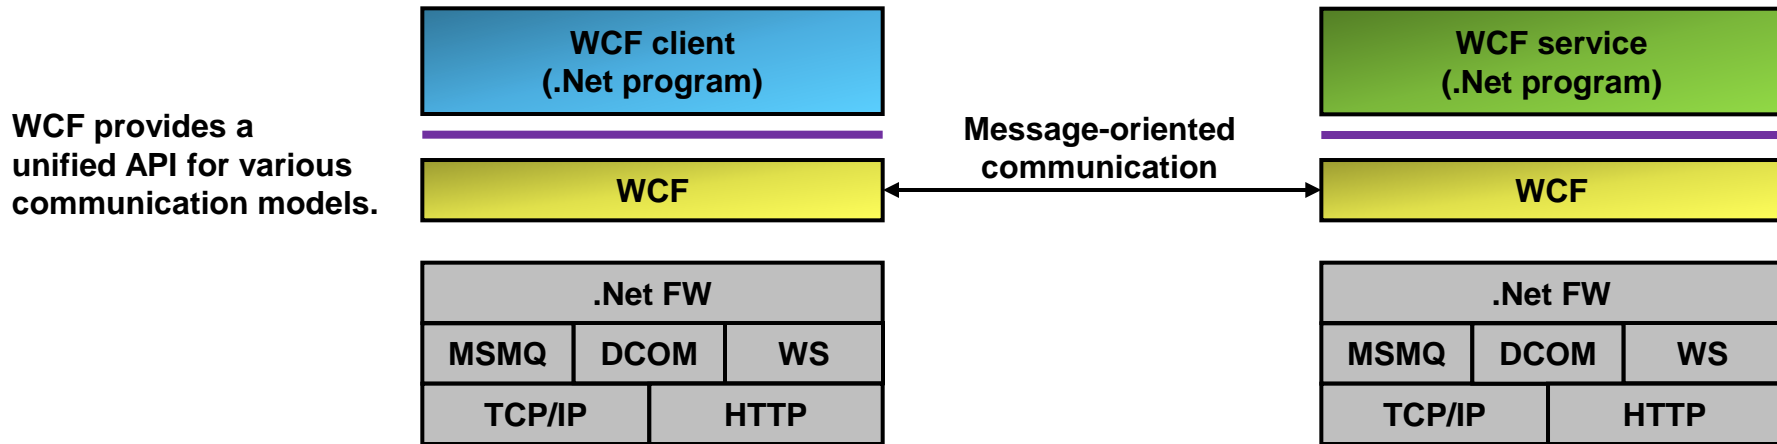 WCF provides a
unified API for various
communication models.
WCF client
(.Net program)
WCF
.Net FW
MSMQ DCOM WS
TCP/IP HTTP
Message-oriented
communication
WCF service
(.Net program)
WCF
.Net FW
MSMQ DCOM WS
TCP/IP HTTP